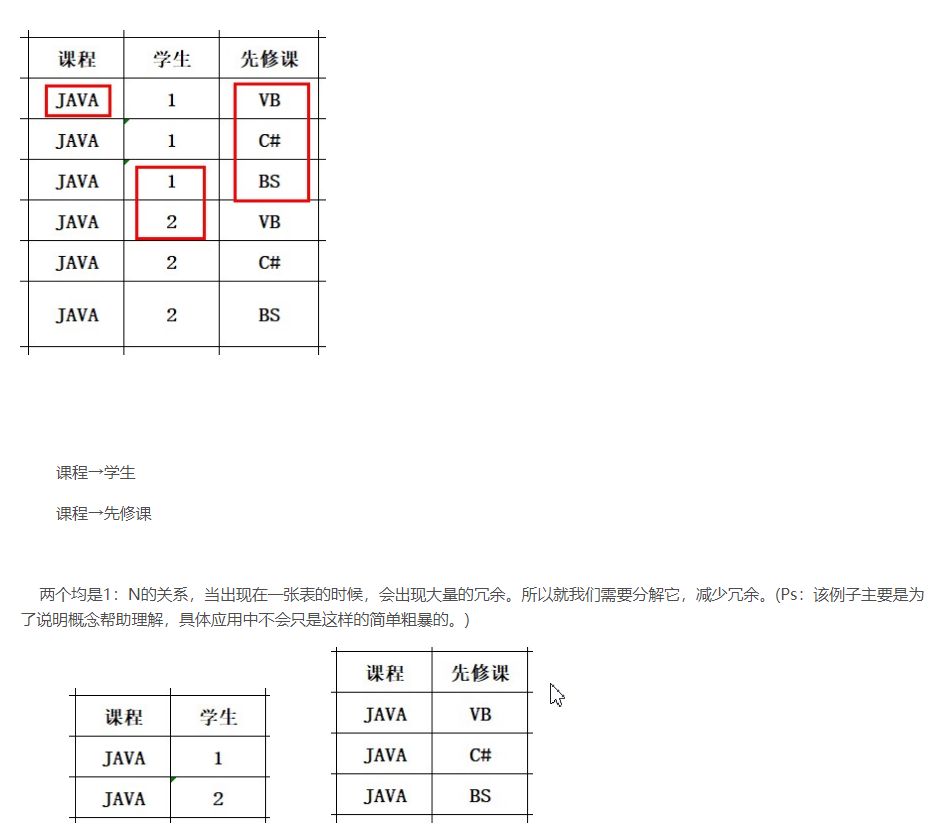 课程 学生 先修课
JAVA 1 VB
JAVA 1 C#
JAVA 1 BS
JAVA 2 VB
JAVA 2 C#
JAVA 2 BS
课程→学生
课程→先修课
两个均是1：N的关系，当出现在一张表的时候，会出现大量的冗余。所以就我们需要分解它，减少冗余。(Ps：该例子主要是为
了说明概念帮助理解，具体应用中不会只是这样的简单粗暴的。)
课程 学生
JAVA 1
JAVA 2
课程 先修课
JAVA VB
JAVA C#
JAVA BS